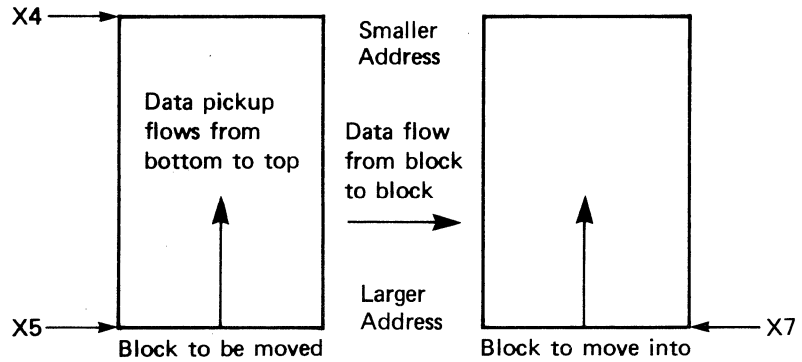 X4
Smaller
Address
Data pickup
flows from
bottom to top
Data flow
from block
to block
Larger
Address
X5
X7
Block to be moved
Block to move into